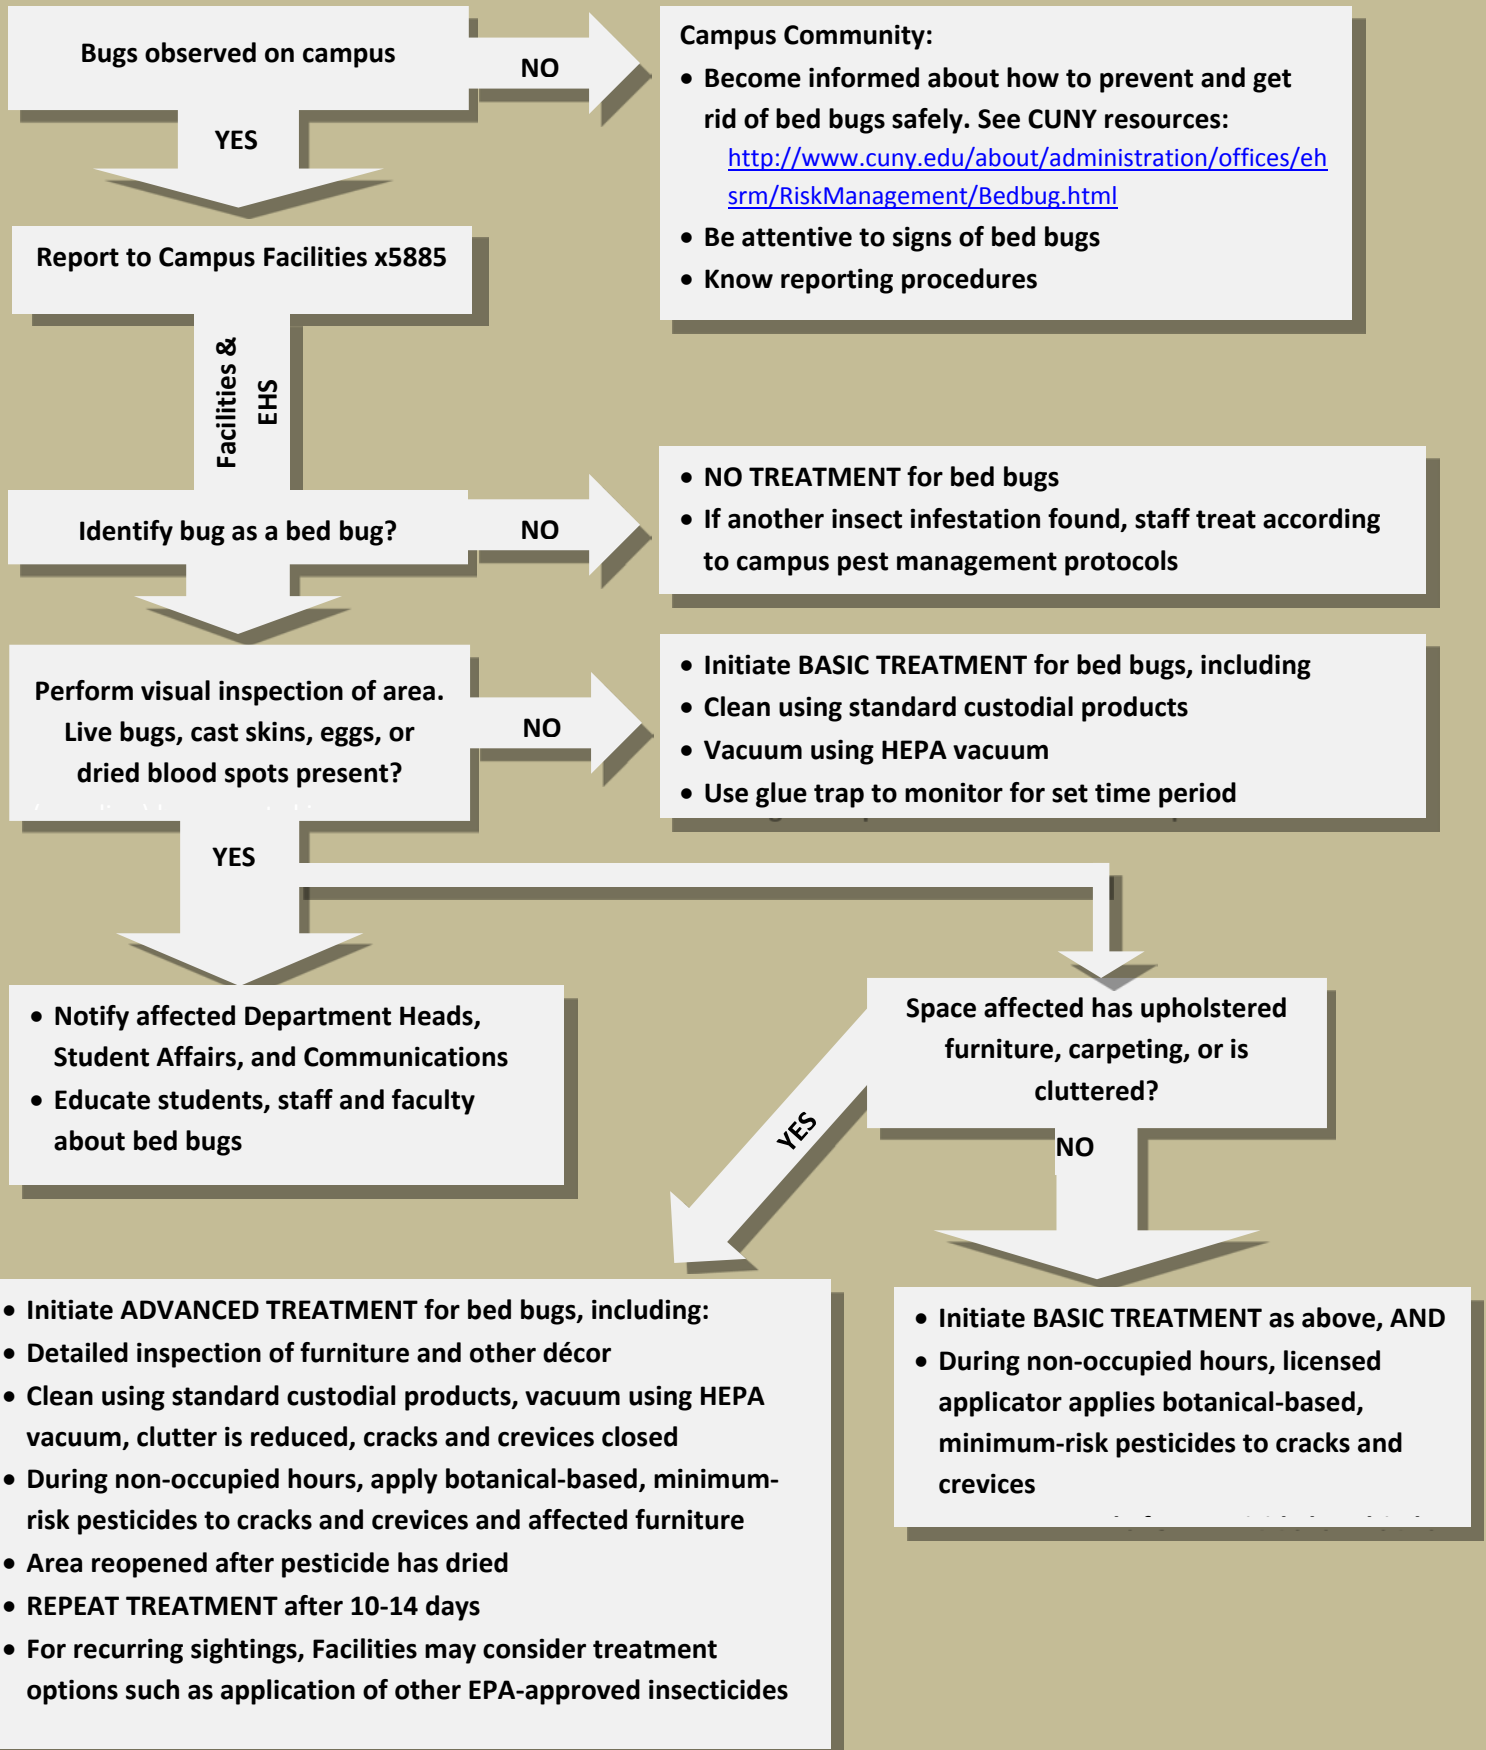 Bugs observed on campus
NO
YES
Campus Community:
• Become informed about how to prevent and get
rid of bed bugs safely. See CUNY resources:
http://www.cuny.edu/about/administration/offices/eh
srm/RiskManagement/Bedbug.html
• Be attentive to signs of bed bugs
• Know reporting procedures
Report to Campus Facilities x5885
Facilities &
EHS
Identify bug as a bed bug?
NO
• NO TREATMENT for bed bugs
• If another insect infestation found, staff treat according
to campus pest management protocols
Perform visual inspection of area.
Live bugs, cast skins, eggs, or
dried blood spots present?
NO
• Initiate BASIC TREATMENT for bed bugs, including
• Clean using standard custodial products
• Vacuum using HEPA vacuum
• Use glue trap to monitor for set time period
YES
• Notify affected Department Heads,
Student Affairs, and Communications
• Educate students, staff and faculty
about bed bugs
Space affected has upholstered
furniture, carpeting, or is
cluttered?
YES
NO
• Initiate ADVANCED TREATMENT for bed bugs, including:
• Detailed inspection of furniture and other décor
• Clean using standard custodial products, vacuum using HEPA
vacuum, clutter is reduced, cracks and crevices closed
• During non-occupied hours, apply botanical-based, minimum-
risk pesticides to cracks and crevices and affected furniture
• Area reopened after pesticide has dried
• REPEAT TREATMENT after 10-14 days
• For recurring sightings, Facilities may consider treatment
options such as application of other EPA-approved insecticides
• Initiate BASIC TREATMENT as above, AND
• During non-occupied hours, licensed
applicator applies botanical-based,
minimum-risk pesticides to cracks and
crevices